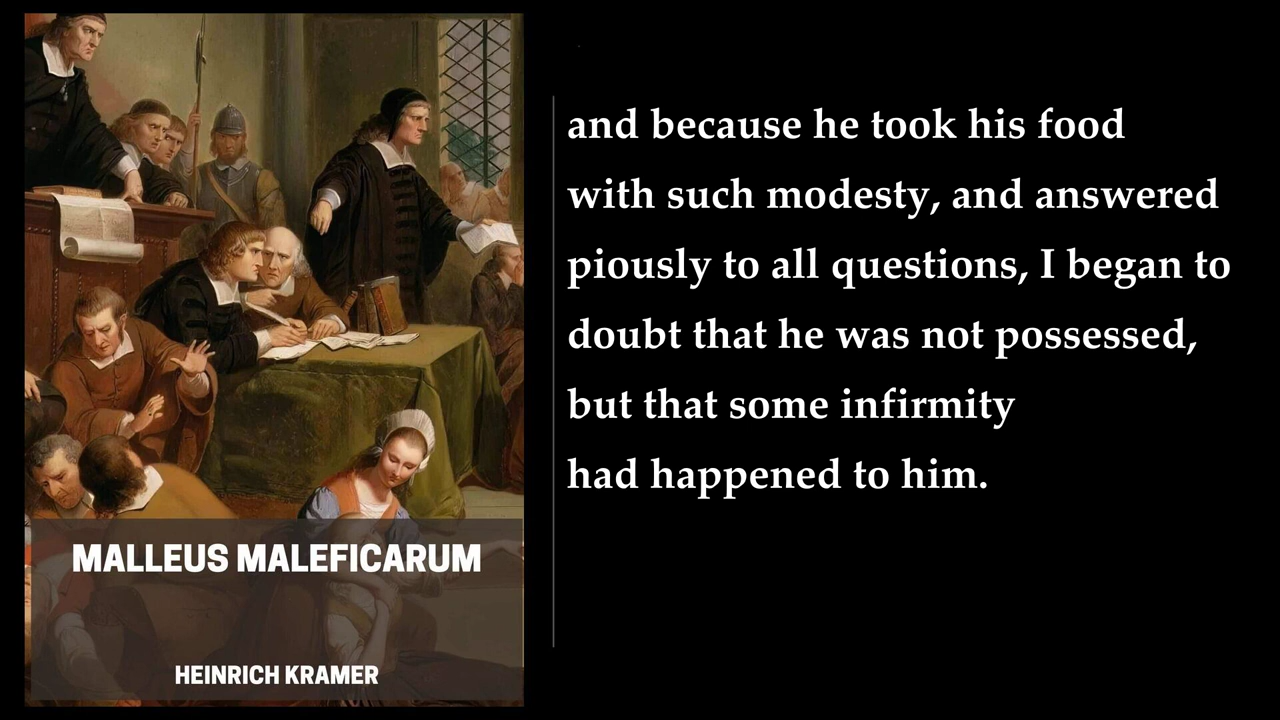 and because he took his food
with such modesty, and answered
piously to all questions, I began to
doubt that he was not possessed,
but that some infirmity
had happened to him.
MALLEUS MALEFICARUM
HEINRICH KRAMER